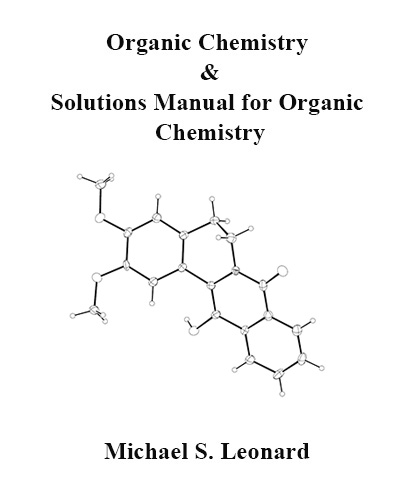 Organic Chemistry
&
Solutions Manual for Organic
Chemistry
Michael S. Leonard